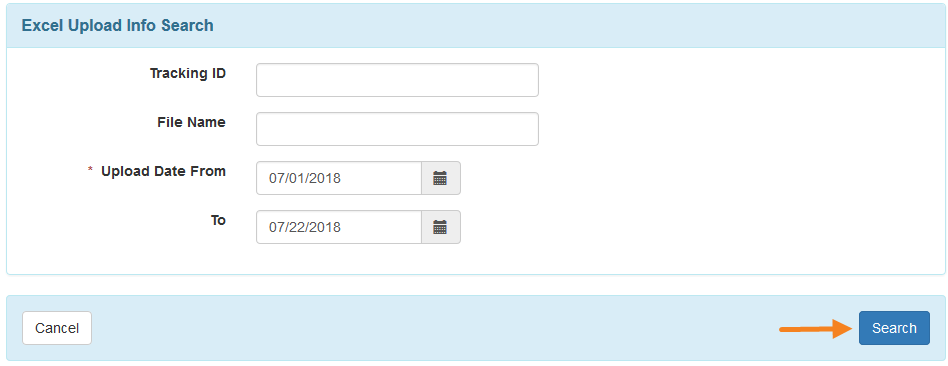 Excel Upload Info Search
Tracking ID
File Name
* Upload Date From 07/01/2018
To 07/22/2018
Cancel Search